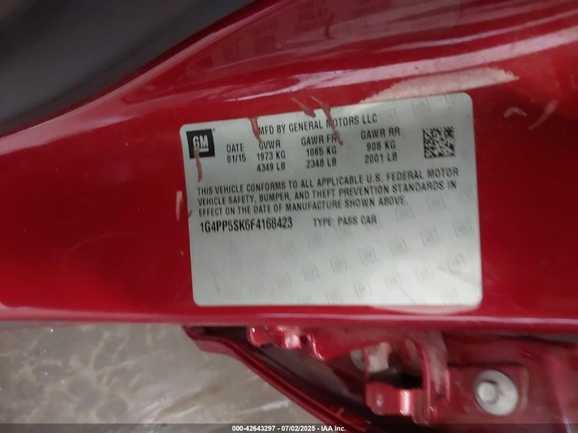 GM
MFD BY GENERAL MOTORS LLC
DATE GVWR GAWR FR GAWR RR
01/15 1973 KG 1065 KG 908 KG
4349 LB 2348 LB 2001 LB
THIS VEHICLE CONFORMS TO ALL APPLICABLE U.S. FEDERAL MOTOR
VEHICLE SAFETY, BUMPER, AND THEFT PREVENTION STANDARDS IN
EFFECT ON THE DATE OF MANUFACTURE SHOWN ABOVE.
1G4PP5SK6F4168423 TYPE: PASS CAR
000-42643297 - 07/02/2025 - IAAI, Inc.